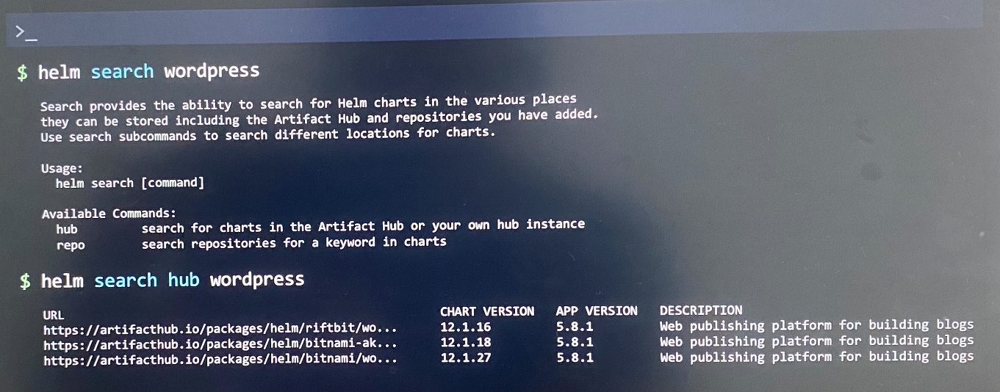 >_
$ helm search wordpress
Search provides the ability to search for Helm charts in the various places
they can be stored including the Artifact Hub and repositories you have added.
Use search subcommands to search different locations for charts.
Usage:
helm search [command]
Available Commands:
hub search for charts in the Artifact Hub or your own hub instance
repo search repositories for a keyword in charts
$ helm search hub wordpress
URL CHART VERSION APP VERSION DESCRIPTION
https://artifacthub.io/packages/helm/riftbit/wo... 12.1.16 5.8.1 Web publishing platform for building blogs
https://artifacthub.io/packages/helm/bitnami-ak... 12.1.18 5.8.1 Web publishing platform for building blogs
https://artifacthub.io/packages/helm/bitnami/wo... 12.1.27 5.8.1 Web publishing platform for building blogs